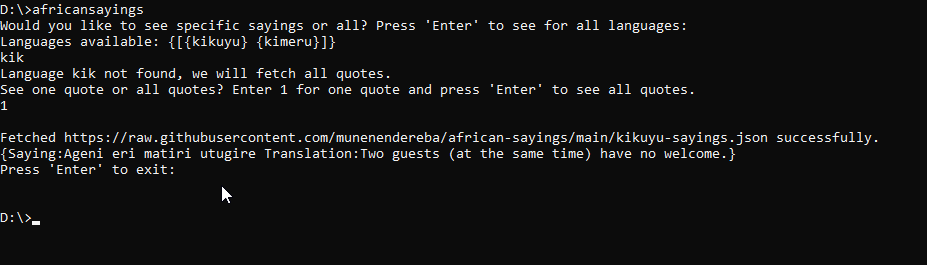 D:\>africansayings
Would you like to see specific sayings or all? Press 'Enter' to see for all languages:
Languages available: {[{kikuyu} {kimeru}]}
kik
Language kik not found, we will fetch all quotes.
See one quote or all quotes? Enter 1 for one quote and press 'Enter' to see all quotes.
1
Fetched https://raw.githubusercontent.com/munenendereba/african-sayings/main/kikuyu-sayings.json successfully.
{Saying:Ageni eri matiri utugire Translation:Two guests (at the same time) have no welcome.}
Press 'Enter' to exit:
D:\>